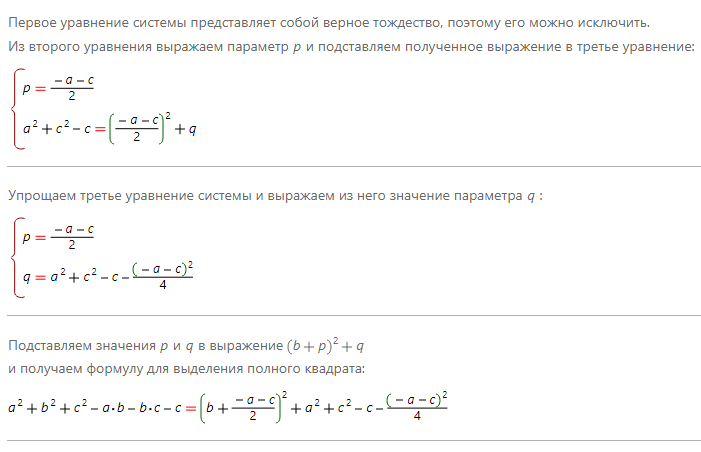 Первое уравнение системы представляет собой верное тождество, поэтому его можно исключить.
Из второго уравнения выражаем параметр p и подставляем полученное выражение в третье уравнение:
p = (−a − c)/2
a² + c² − c = ((−a − c)/2)² + q
Упрощаем третье уравнение системы и выражаем из него значение параметра q :
p = (−a − c)/2
q = a² + c² − c − (−a − c)²/4
Подставляем значения p и q в выражение (b + p)² + q
и получаем формулу для выделения полного квадрата:
a² + b² + c² − a·b − b·c − c = (b + (−a − c)/2)² + a² + c² − c − (−a − c)²/4